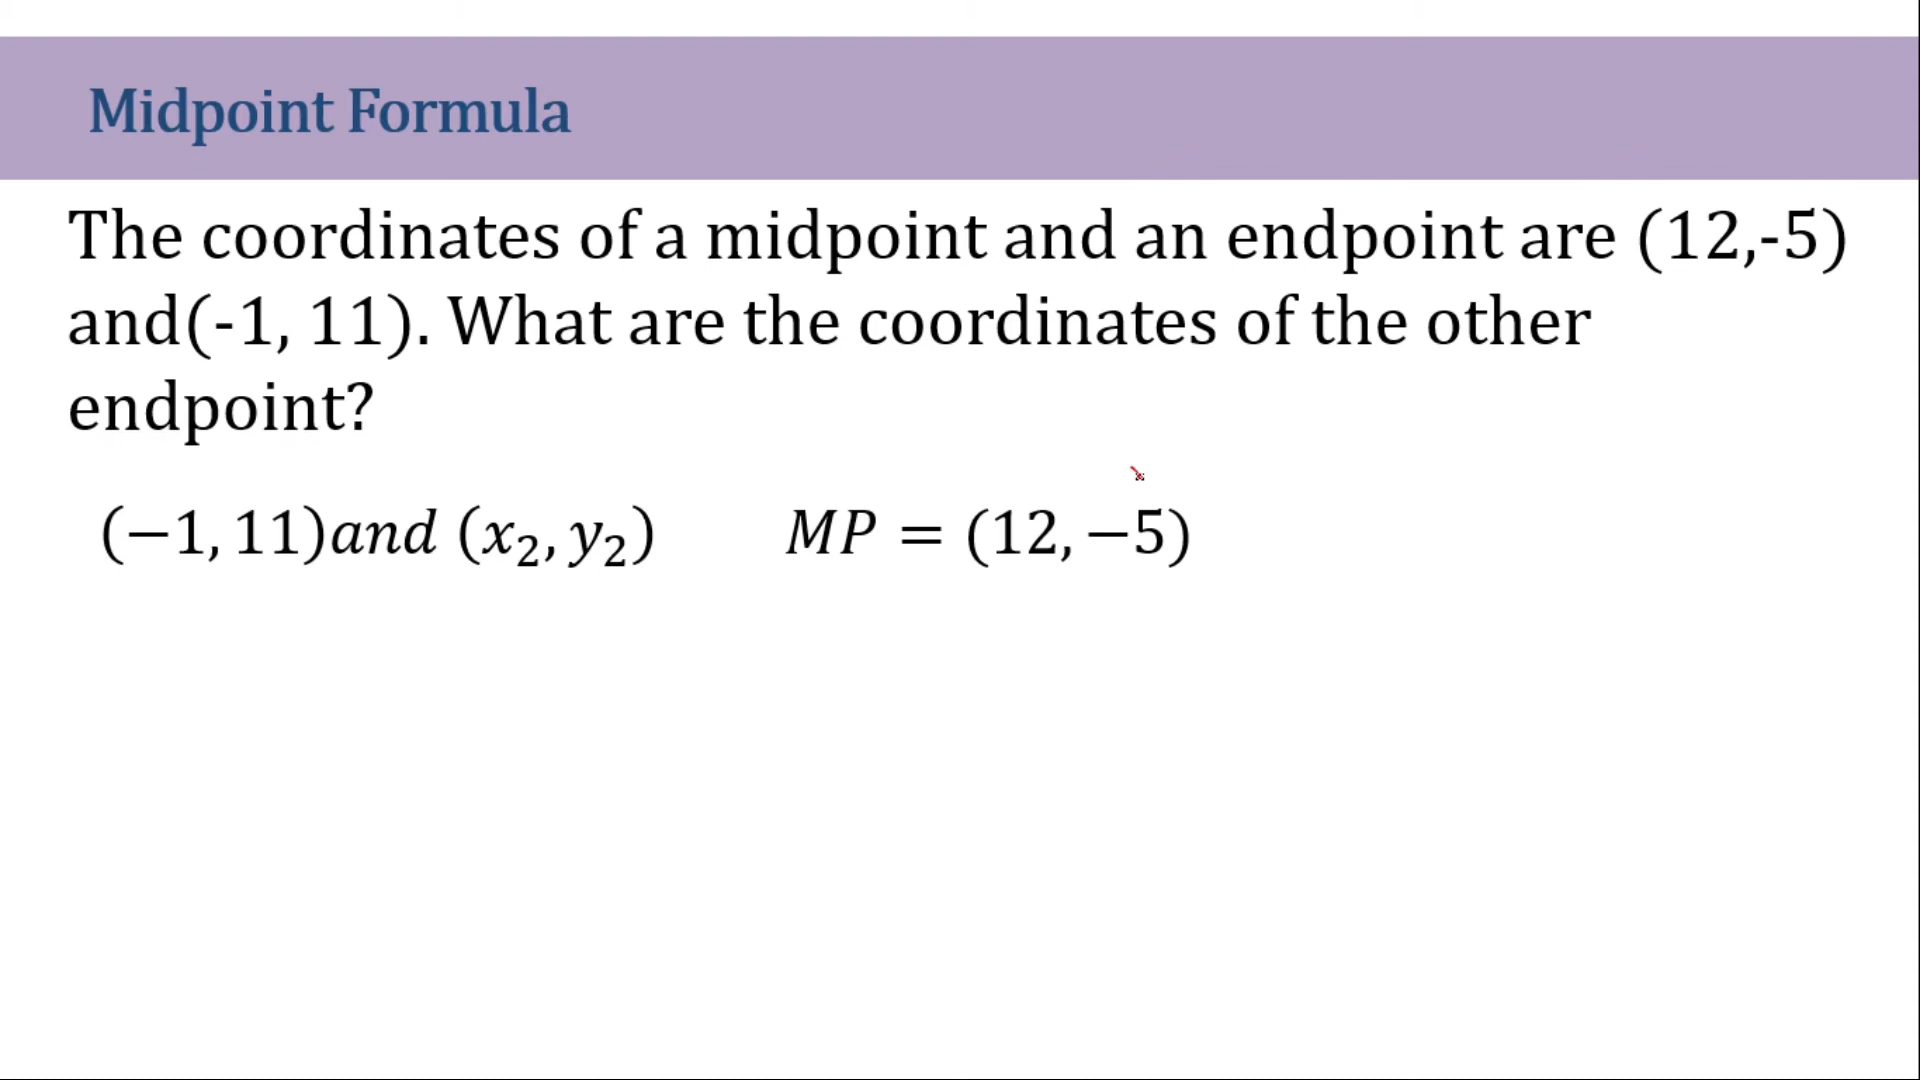 Midpoint Formula
The coordinates of a midpoint and an endpoint are (12,-5)
and(-1, 11). What are the coordinates of the other
endpoint?
(−1, 11)and (x₂, y₂) MP = (12, −5)